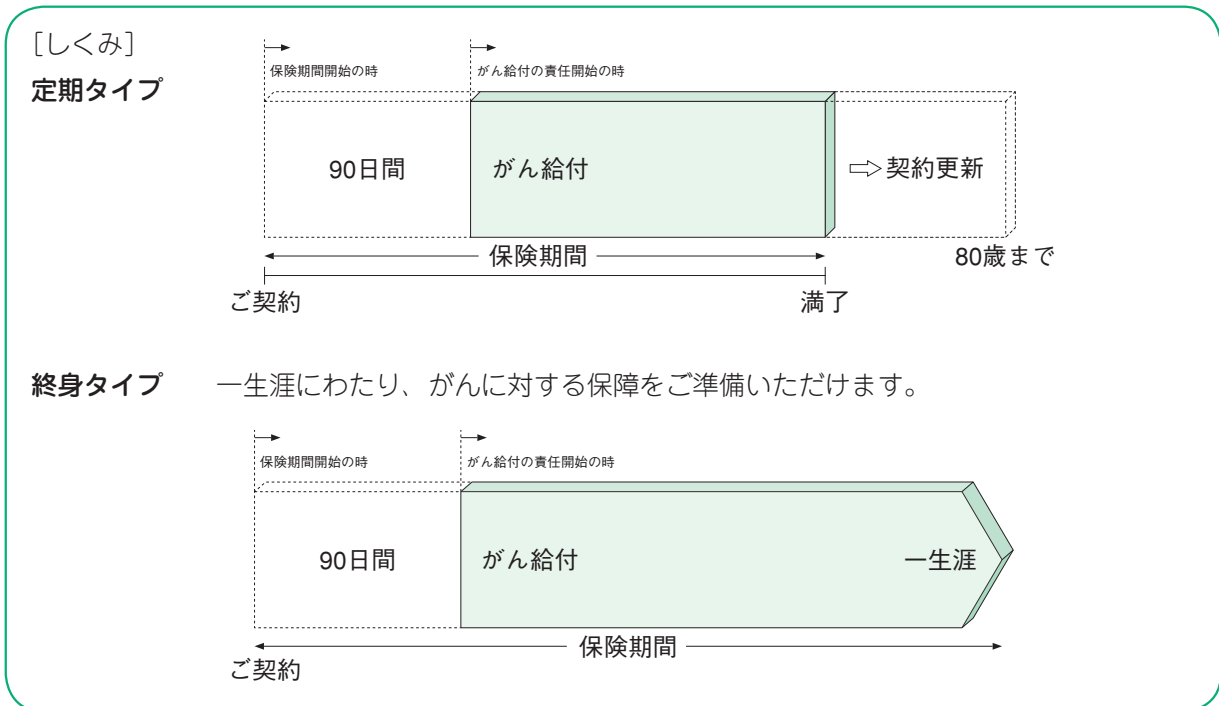 ［しくみ］
定期タイプ
保険期間開始の時
がん給付の責任開始の時
90日間
がん給付
⇨契約更新
保険期間
80歳まで
ご契約
満了
終身タイプ
一生涯にわたり、がんに対する保障をご準備いただけます。
保険期間開始の時
がん給付の責任開始の時
90日間
がん給付
一生涯
保険期間
ご契約